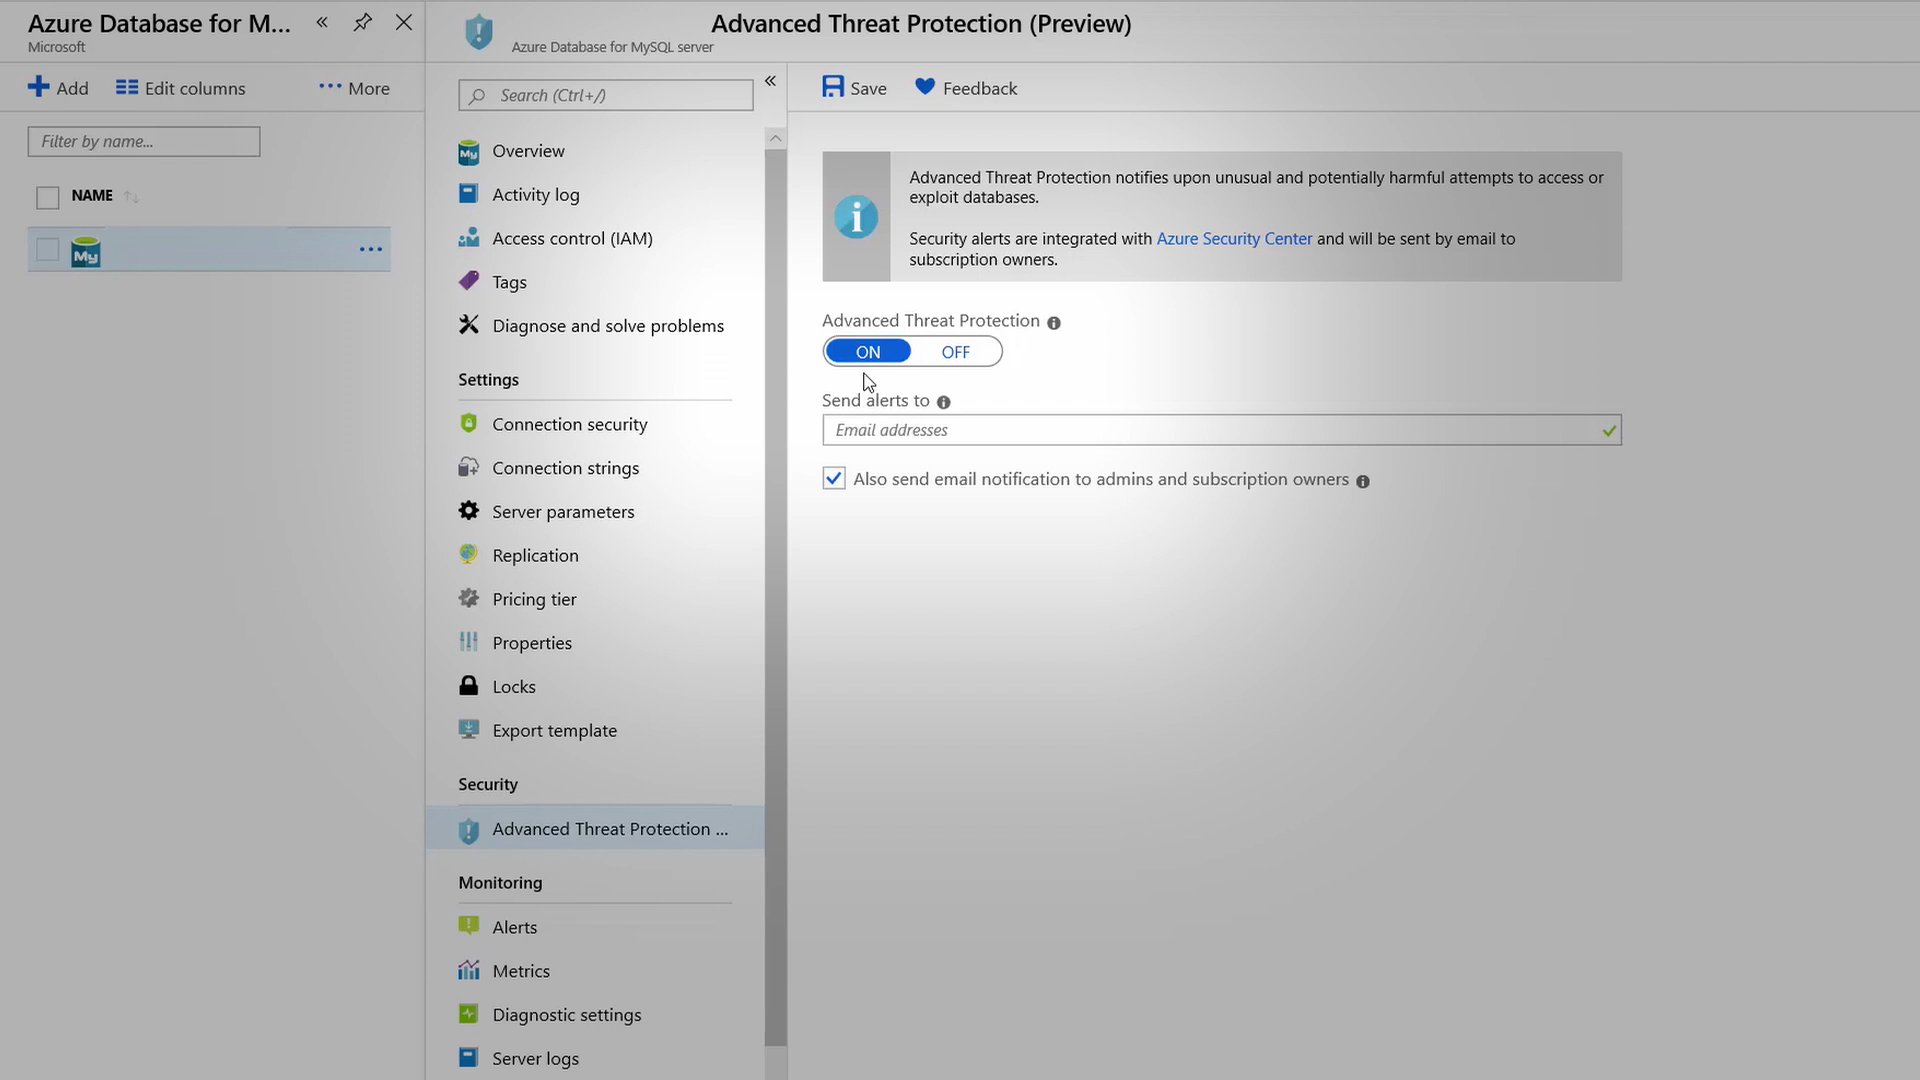 Azure Database for M...
Microsoft
Add
Edit columns
More
Filter by name...
NAME
My
Advanced Threat Protection (Preview)
Azure Database for MySQL server
Search (Ctrl+/)
My Overview
Activity log
Access control (IAM)
Tags
Diagnose and solve problems
Settings
Connection security
Connection strings
Server parameters
Replication
Pricing tier
Properties
Locks
Export template
Security
Advanced Threat Protection ...
Monitoring
Alerts
Metrics
Diagnostic settings
Server logs
Save
Feedback
Advanced Threat Protection notifies upon unusual and potentially harmful attempts to access or
exploit databases.
Security alerts are integrated with Azure Security Center and will be sent by email to
subscription owners.
Advanced Threat Protection
ON OFF
Send alerts to
Email addresses
Also send email notification to admins and subscription owners